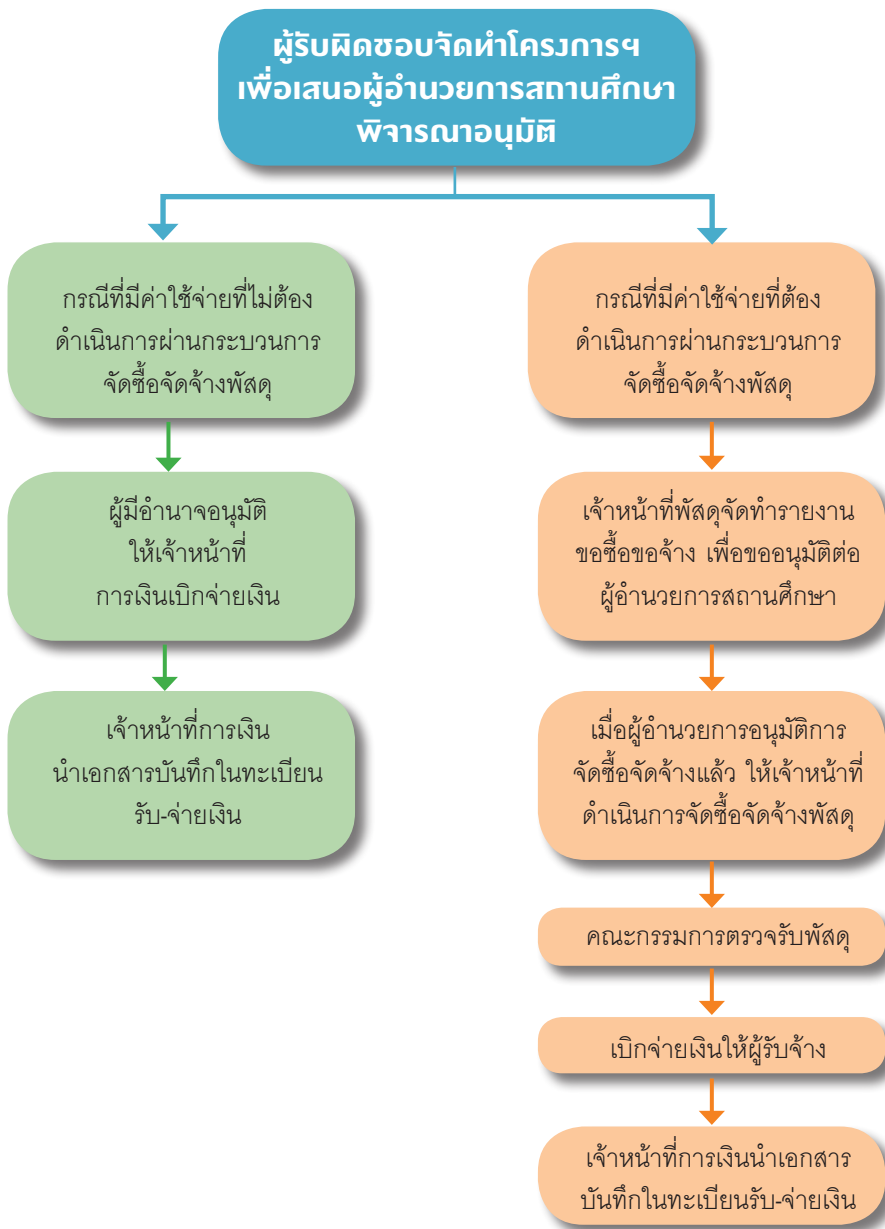 ผู้รับผิดชอบจัดทำโครงการฯ
เพื่อเสนอผู้อำนวยการสถานศึกษา
พิจารณาอนุมัติ
กรณีที่มีค่าใช้จ่ายที่ไม่ต้อง
ดำเนินการผ่านกระบวนการ
จัดซื้อจัดจ้างพัสดุ
ผู้มีอำนาจอนุมัติ
ให้เจ้าหน้าที่
การเงินเบิกจ่ายเงิน
เจ้าหน้าที่การเงิน
นำเอกสารบันทึกในทะเบียน
รับ-จ่ายเงิน
กรณีที่มีค่าใช้จ่ายที่ต้อง
ดำเนินการผ่านกระบวนการ
จัดซื้อจัดจ้างพัสดุ
เจ้าหน้าที่พัสดุจัดทำรายงาน
ขอซื้อขอจ้าง เพื่อขออนุมัติต่อ
ผู้อำนวยการสถานศึกษา
เมื่อผู้อำนวยการอนุมัติการ
จัดซื้อจัดจ้างแล้ว ให้เจ้าหน้าที่
ดำเนินการจัดซื้อจัดจ้างพัสดุ
คณะกรรมการตรวจรับพัสดุ
เบิกจ่ายเงินให้ผู้รับจ้าง
เจ้าหน้าที่การเงินนำเอกสาร
บันทึกในทะเบียนรับ-จ่ายเงิน